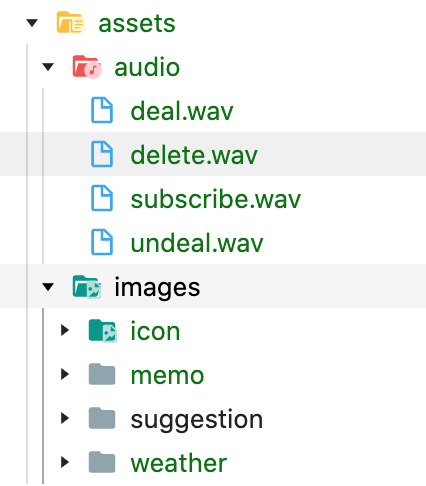 assets
audio
deal.wav
delete.wav
subscribe.wav
undeal.wav
images
icon
memo
suggestion
weather